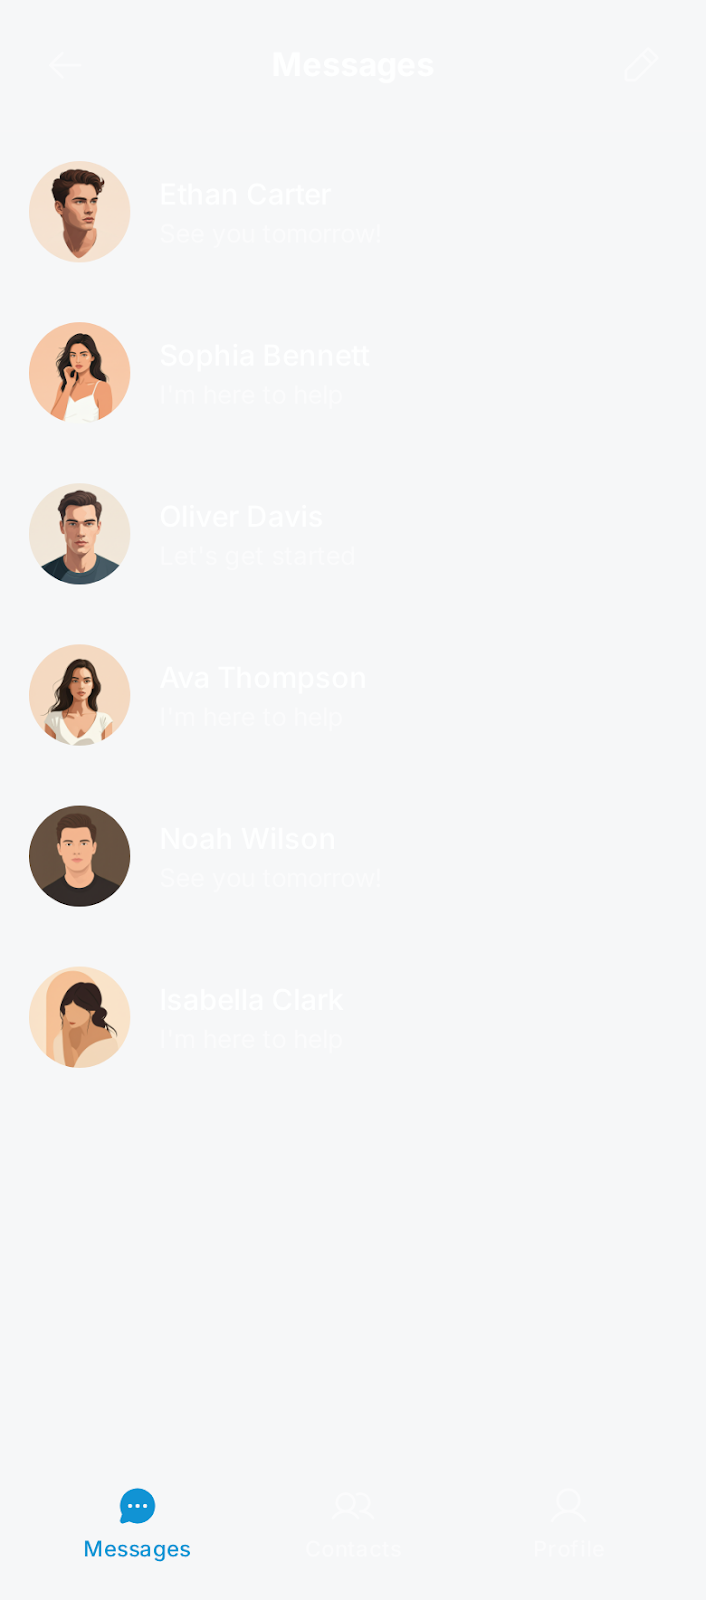 Messages
Ethan Carter
See you tomorrow!
Sophia Bennett
I'm here to help
Oliver Davis
Let's get started
Ava Thompson
I'm here to help
Noah Wilson
See you tomorrow!
Isabella Clark
I'm here to help
Messages Contacts Profile